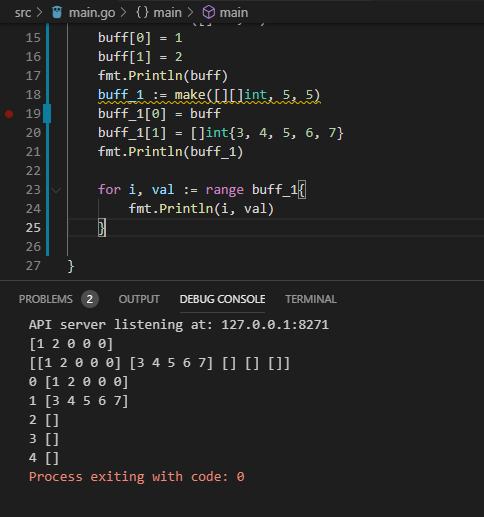 src > main.go > {} main > main
15 buff[0] = 1
16 buff[1] = 2
17 fmt.Println(buff)
18 buff_1 := make([][]int, 5, 5)
19 buff_1[0] = buff
20 buff_1[1] = []int{3, 4, 5, 6, 7}
21 fmt.Println(buff_1)
22
23 for i, val := range buff_1{
24 fmt.Println(i, val)
25 }
26
27 }
PROBLEMS 2 OUTPUT DEBUG CONSOLE TERMINAL
API server listening at: 127.0.0.1:8271
[1 2 0 0 0]
[[1 2 0 0 0] [3 4 5 6 7] [] [] []]
0 [1 2 0 0 0]
1 [3 4 5 6 7]
2 []
3 []
4 []
Process exiting with code: 0